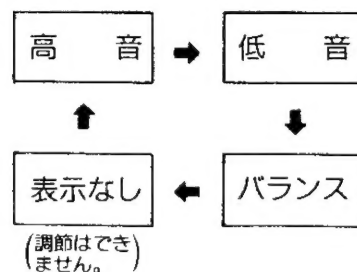 高　音
低　音
表示なし
バランス
(調節はでき
ません。)